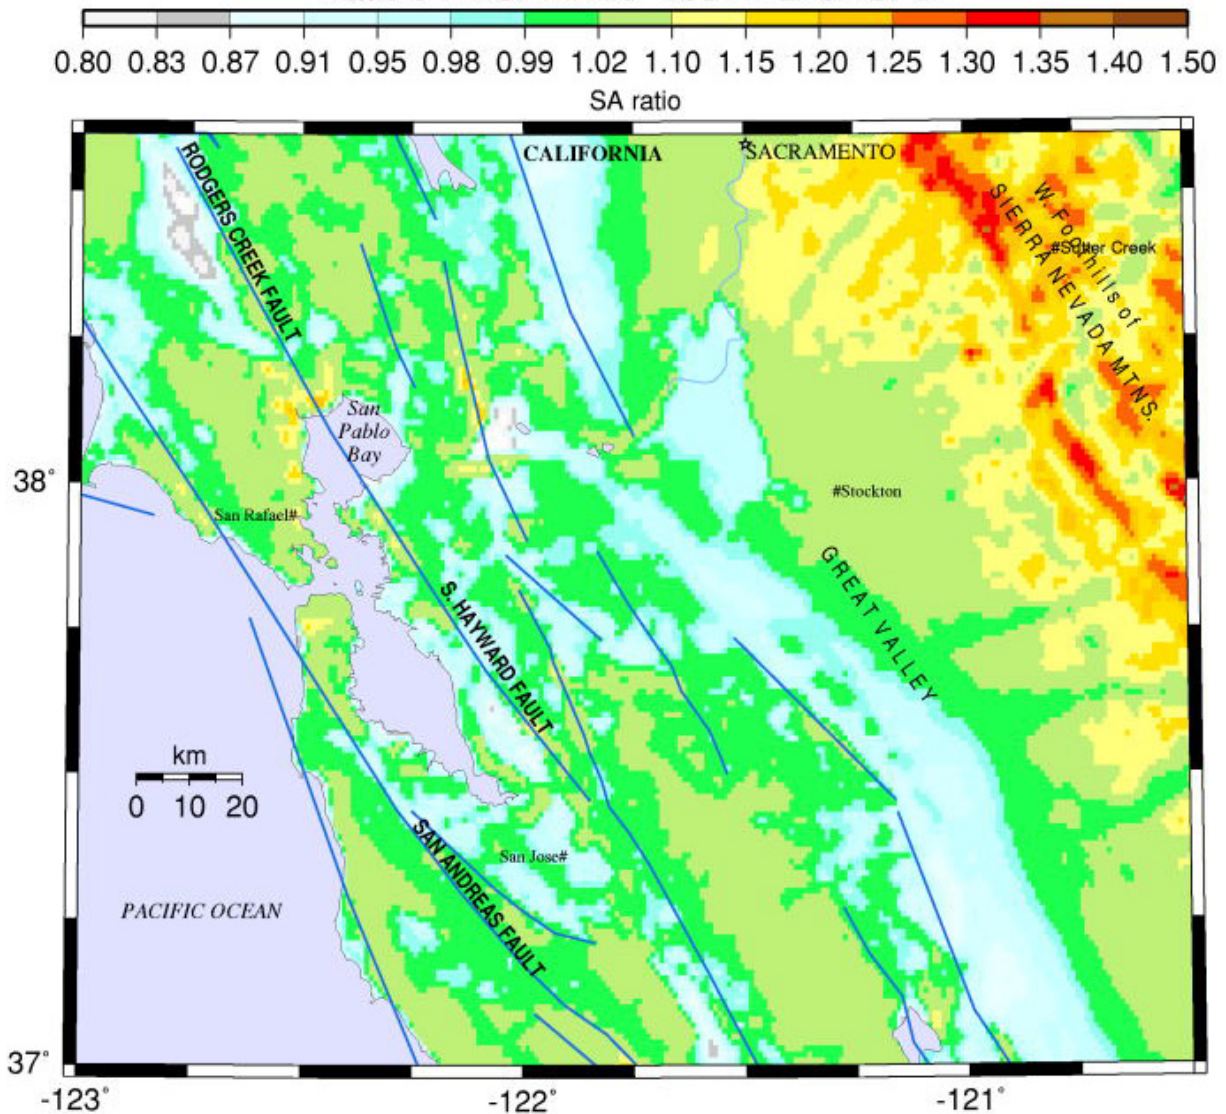 0.80 0.83 0.87 0.91 0.95 0.98 0.99 1.02 1.10 1.15 1.20 1.25 1.30 1.35 1.40 1.50
SA ratio
CALIFORNIA
SACRAMENTO
RODGERS CREEK FAULT
W. Foothills of
SIERRA NEVADA MTNS.
#Sutter Creek
San
Pablo
Bay
38°
#Stockton
San Rafael#
GREAT VALLEY
S. HAYWARD FAULT
km
0 10 20
SAN ANDREAS FAULT
San Jose#
PACIFIC OCEAN
37°
-123° -122° -121°